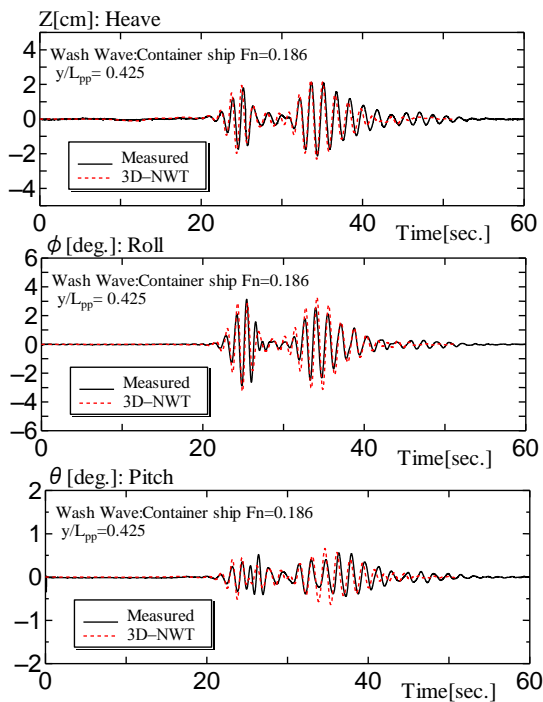 Z[cm]: Heave
4
2
0
−2
−4
Wash Wave:Container ship Fn=0.186
y/Lpp= 0.425
Measured
3D−NWT
0 20 40 60
Time[sec.]
ϕ[deg.]: Roll
6
4
2
0
−2
−4
−6
Wash Wave:Container ship Fn=0.186
y/Lpp= 0.425
Measured
3D−NWT
0 20 40 60
Time[sec.]
θ [deg.]: Pitch
2
1
0
−1
−2
Wash Wave:Container ship Fn=0.186
y/Lpp=0.425
Measured
3D−NWT
0 20 40 60
Time[sec.]